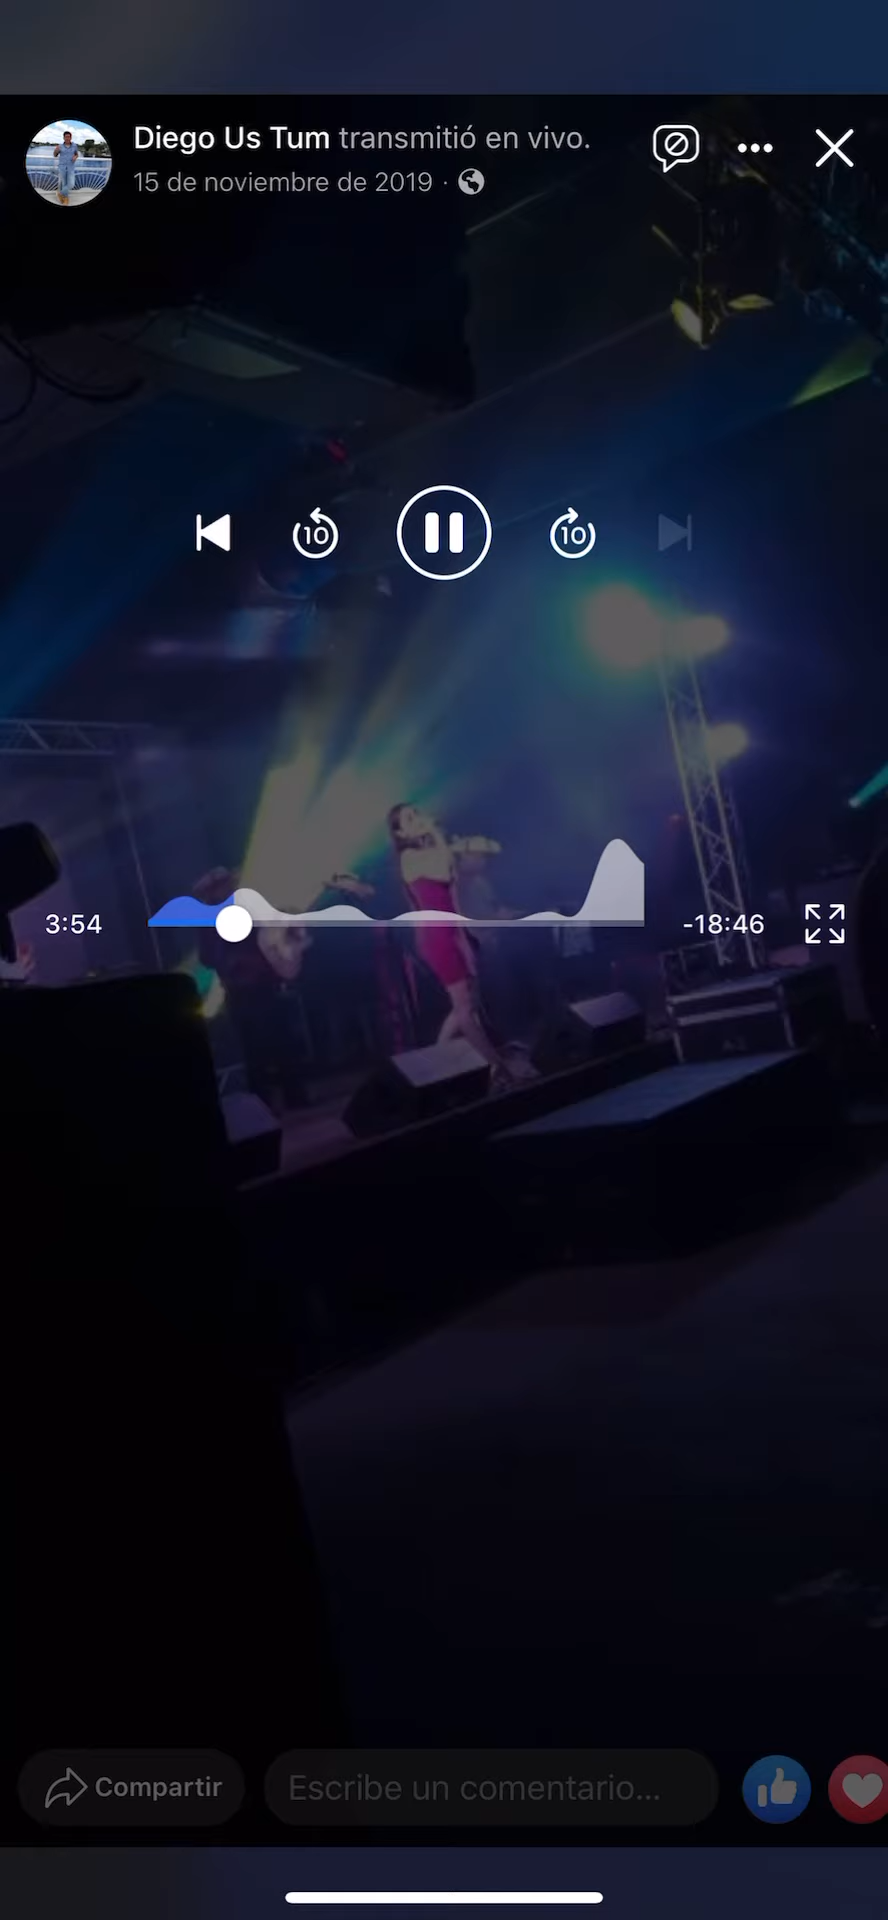 Diego Us Tum transmitió en vivo.
15 de noviembre de 2019 ·
10
10
3:54
-18:46
Compartir
Escribe un comentario...